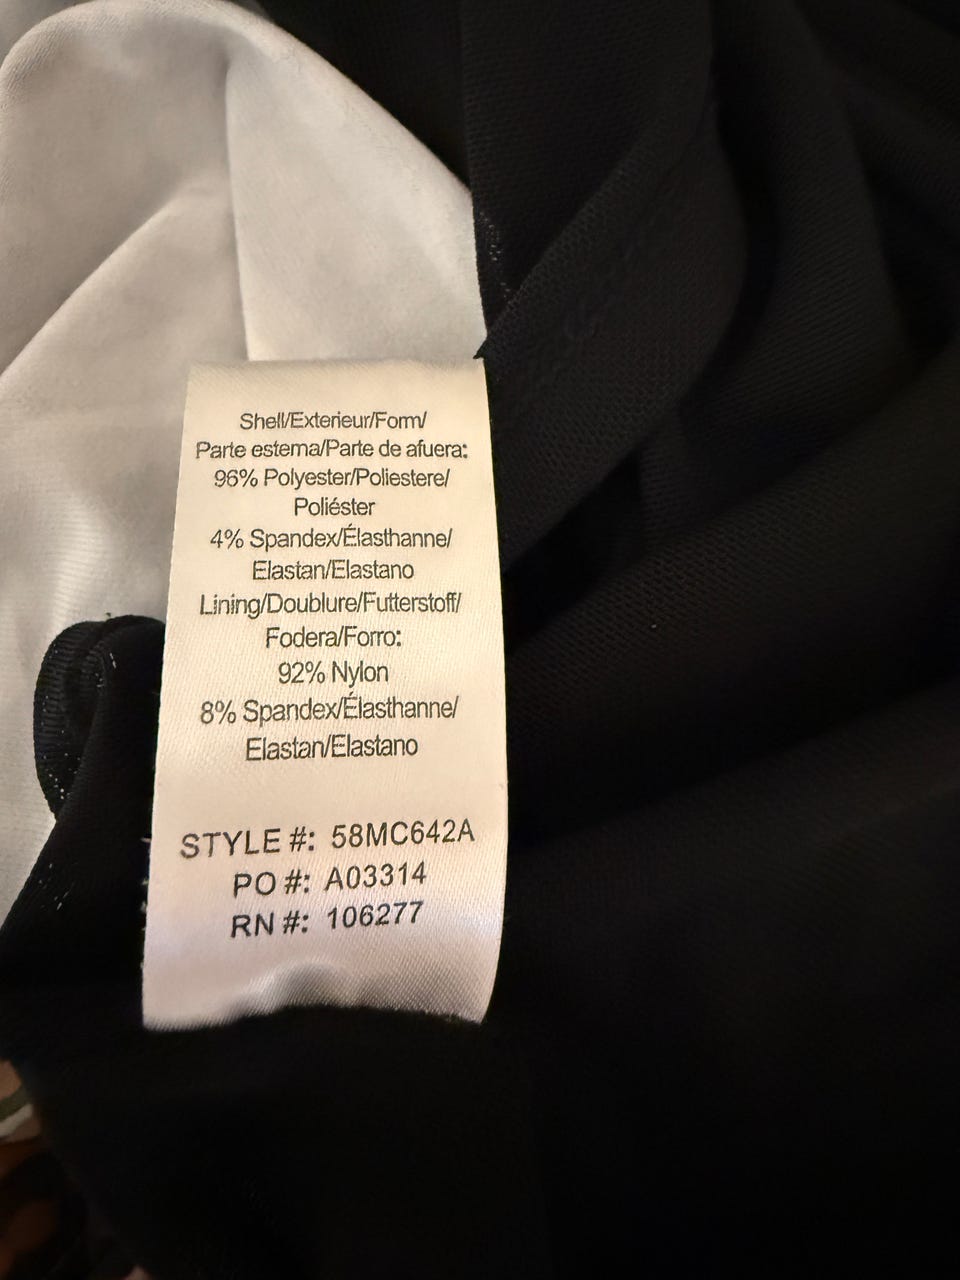 Shell/Exterieur/Form/
Parte esterna/Parte de afuera:
96% Polyester/Poliestere/
Poliéster
4% Spandex/Élasthanne/
Elastan/Elastano
Lining/Doublure/Futterstoff/
Fodera/Forro:
92% Nylon
8% Spandex/Élasthanne/
Elastan/Elastano
STYLE #: 58MC642A
PO #: A03314
RN #: 106277